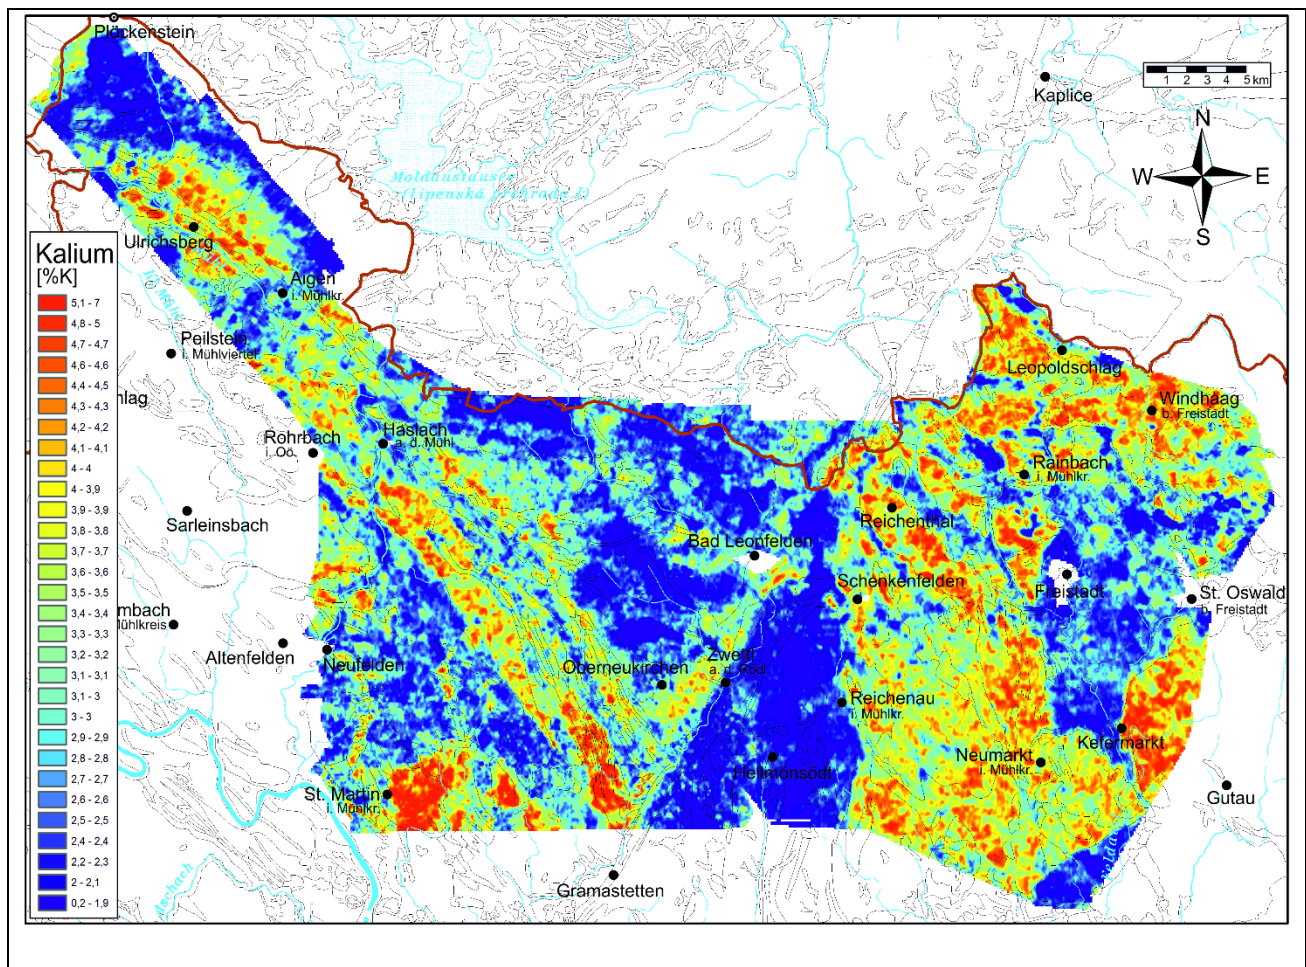 Plöckenstein
Kaplice
1 2 3 4 5 km
N
W E
S
Moldaustausee
(Lipenská přehrada I)
Ulrichsberg
Kalium
[%K]
5,1 - 7
4,8 - 5
4,7 - 4,7
4,6 - 4,6
4,4 - 4,5
4,3 - 4,3
4,2 - 4,2
4,1 - 4,1
4 - 4
4 - 3,9
3,9 - 3,9
3,8 - 3,8
3,7 - 3,7
3,6 - 3,6
3,5 - 3,5
3,4 - 3,4
3,3 - 3,3
3,2 - 3,2
3,1 - 3,1
3,1 - 3
3 - 3
2,9 - 2,9
2,8 - 2,8
2,7 - 2,7
2,6 - 2,6
2,5 - 2,5
2,4 - 2,4
2,2 - 2,3
2 - 2,1
0,2 - 1,9
Aigen
i. Mühlkr.
Peilstein
i. Mühlviertel
hlag
Leopoldschlag
Windhaag
b. Freistadt
Rohrbach
i. Oö.
Haslach
a. d. Mühl
Rainbach
i. Mühlkr.
Sarleinsbach
Reichenthal
Bad Leonfelden
Schenkenfelden
Freistadt
St. Oswald
b. Freistadt
mbach
Mühlkreis
Altenfelden
Neufelden
Oberneukirchen
Zwettl
a. d. Rodl
Reichenau
i. Mühlkr.
Kefermarkt
Neumarkt
i. Mühlkr.
Hellmonsödt
St. Martin
i. Mühlkr.
Gutau
Gramastetten
Aschach